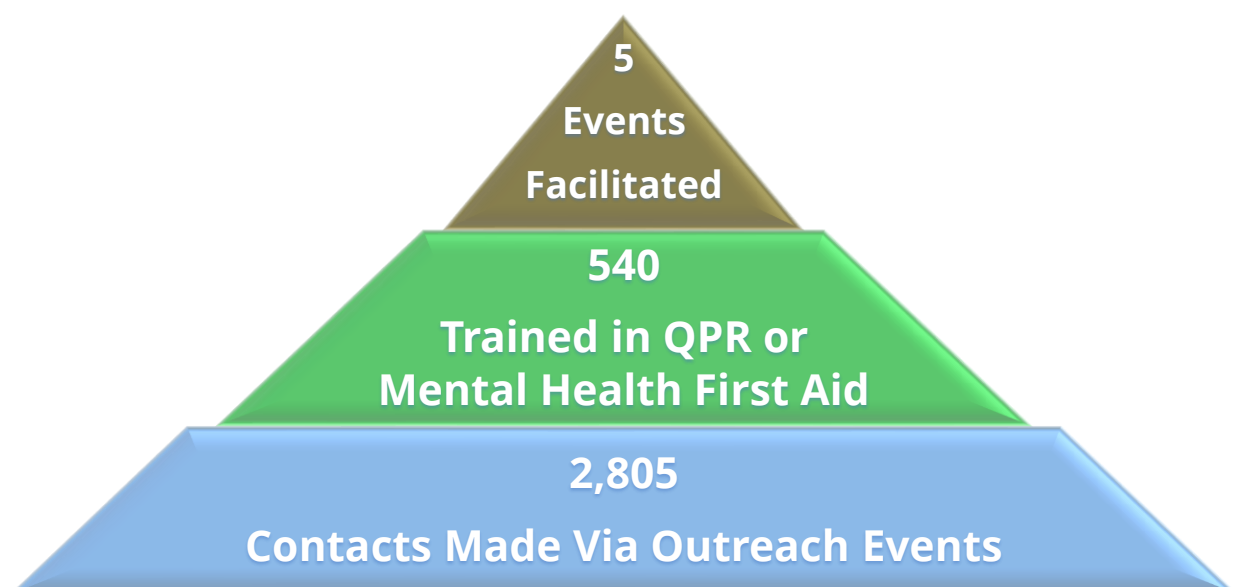 5
Events
Facilitated
540
Trained in QPR or
Mental Health First Aid
2,805
Contacts Made Via Outreach Events